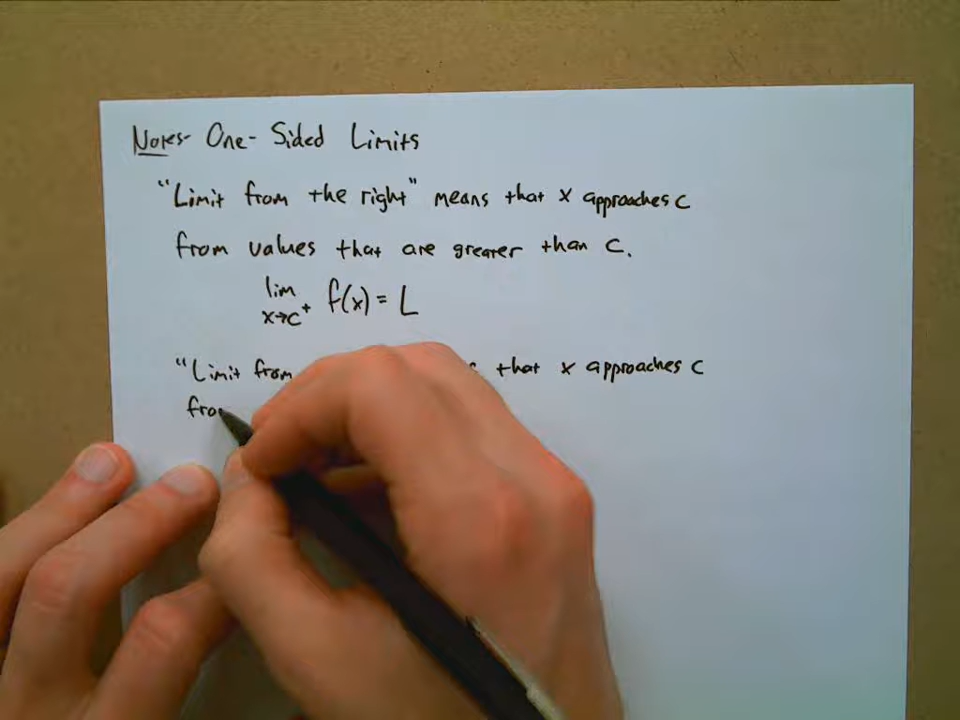 Notes- One-Sided Limits
"Limit from the right" means that x approaches c
from values that are greater than c.
lim f(x) = L
x→c⁺
"Limit from that x approaches c